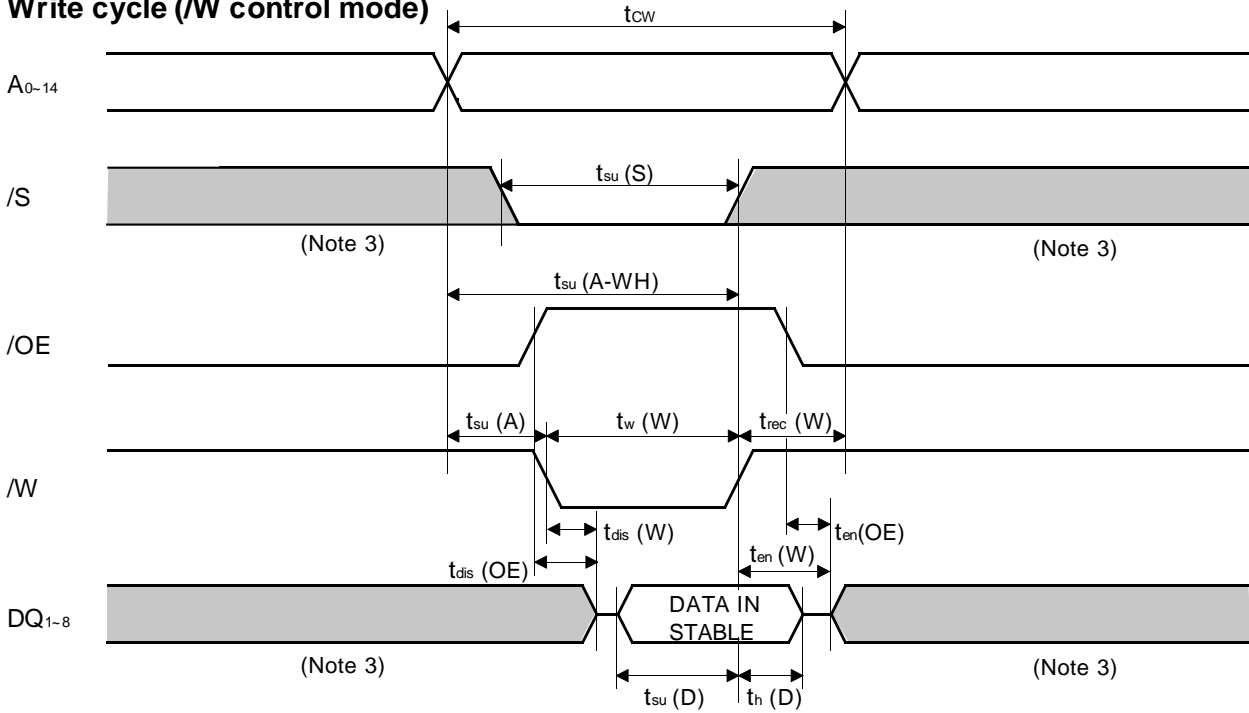 Write cycle (/W control mode)
tCW
A0~14
/S
tsu (S)
(Note 3)
(Note 3)
tsu (A-WH)
/OE
tsu (A)
tw (W)
trec (W)
/W
tdis (W)
ten(OE)
tdis (OE)
ten (W)
DQ1~8
DATA IN
STABLE
(Note 3)
(Note 3)
tsu (D)
th (D)